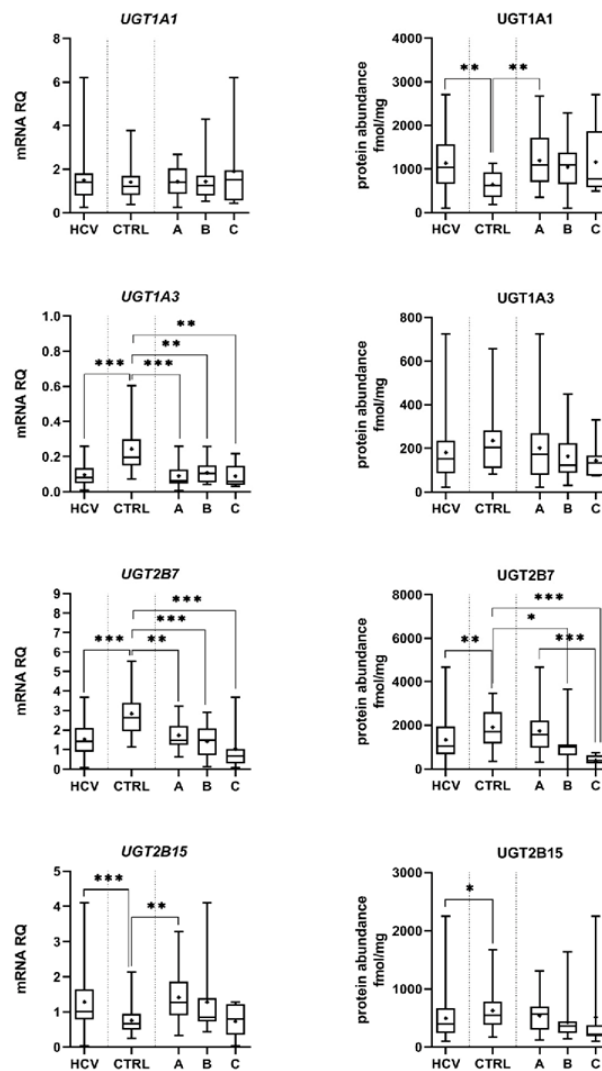 UGT1A1
mRNA RQ
8
6
4
2
0
HCV CTRL A B C
UGT1A1
protein abundance
fmol/mg
4000
3000
2000
1000
0
** **
HCV CTRL A B C
UGT1A3
mRNA RQ
1.0
0.8
0.6
0.4
0.2
0.0
**
**
*** ***
HCV CTRL A B C
UGT1A3
protein abundance
fmol/mg
800
600
400
200
0
HCV CTRL A B C
UGT2B7
mRNA RQ
9
8
7
6
5
4
3
2
1
0
***
***
*** **
HCV CTRL A B C
UGT2B7
protein abundance
fmol/mg
8000
6000
4000
2000
0
***
*
** ***
HCV CTRL A B C
UGT2B15
mRNA RQ
5
4
3
2
1
0
***
**
HCV CTRL A B C
UGT2B15
protein abundance
fmol/mg
3000
2000
1000
500
0
*
HCV CTRL A B C